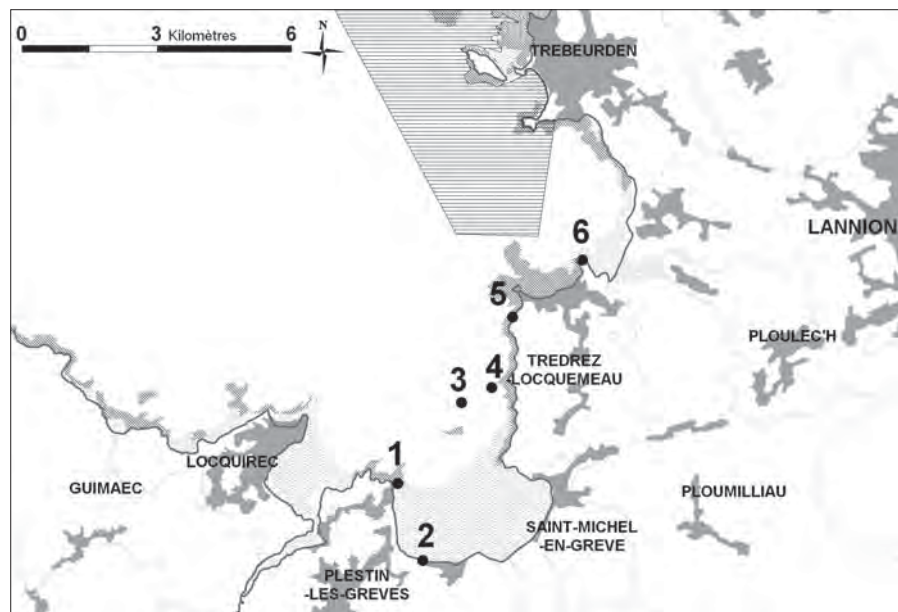 0 3 Kilomètres 6
N
TREBEURDEN
6
LANNION
5
PLOULEC'H
TREDREZ
-LOCQUEMEAU
3 4
1
LOCQUIREC
GUIMAEC
PLOUMILLIAU
SAINT-MICHEL
-EN-GREVE
2
PLESTIN
-LES-GREVES